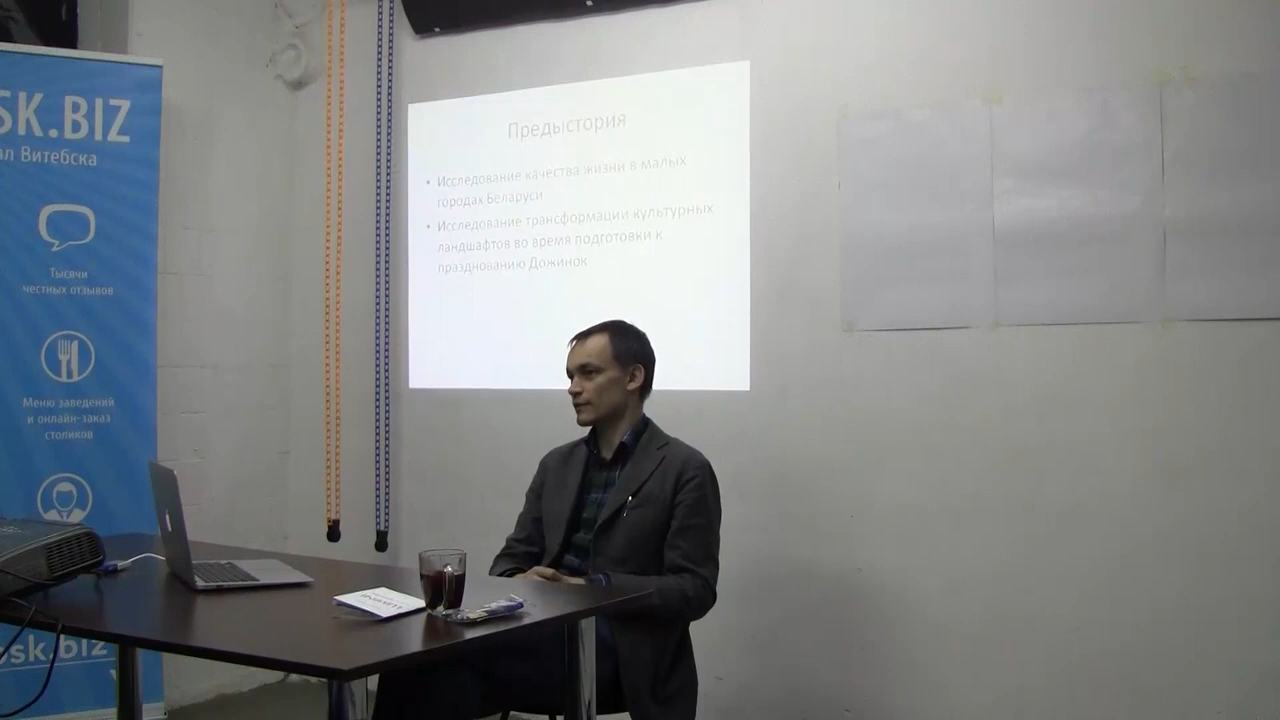 SK.BIZ
ал Витебска
Тысячи
честных отзывов
Меню заведений
и онлайн-заказ
столиков
bsk.biz
Предыстория
• Исследование качества жизни в малых
городах Беларуси
• Исследование трансформации культурных
ландшафтов во время подготовки к
празднованию Дожинок